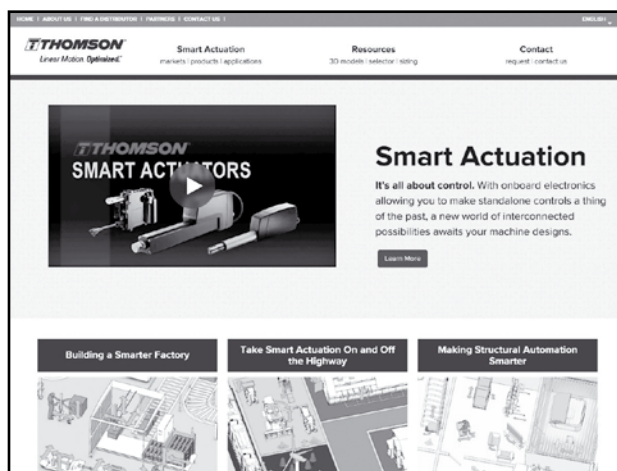 HOME | ABOUT US | FIND A DISTRIBUTOR | PARTNERS | CONTACT US |
ENGLISH
THOMSON
Linear Motion. Optimized.™
Smart Actuation
markets | products | applications
Resources
3D models | selector | sizing
Contact
request | contact us
THOMSON
SMART ACTUATORS
Smart Actuation
It's all about control. With onboard electronics
allowing you to make standalone controls a thing
of the past, a new world of interconnected
possibilities awaits your machine designs.
Learn More
Building a Smarter Factory
Take Smart Actuation On and Off
the Highway
Making Structural Automation
Smarter